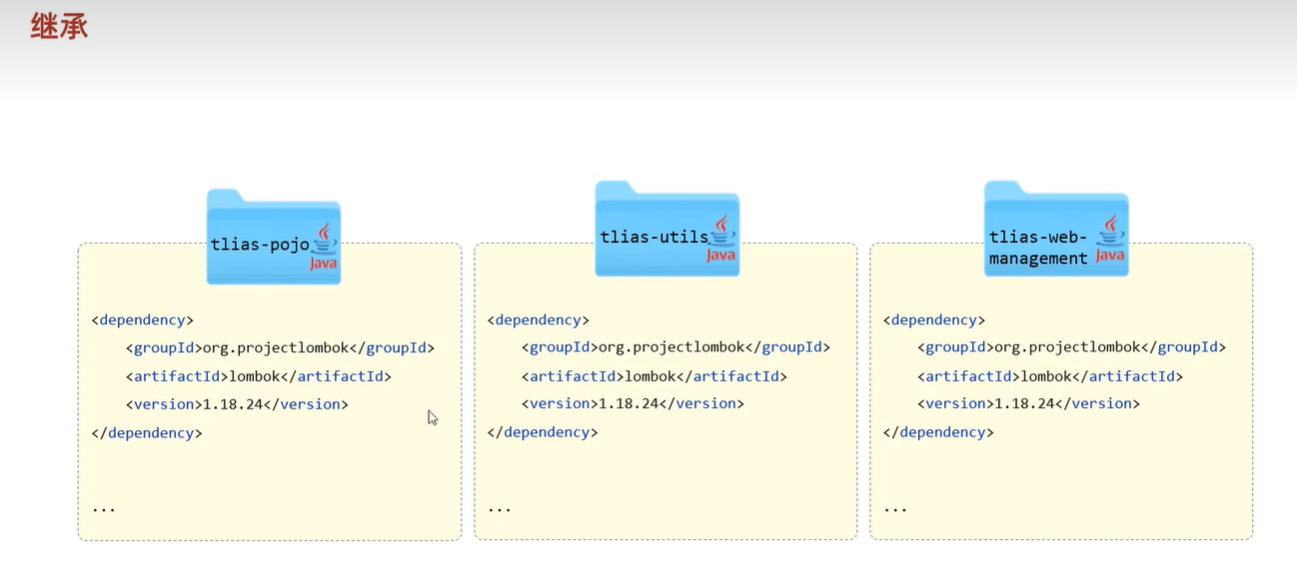 继承
tlias-pojo
Java
<dependency>
<groupId>org.projectlombok</groupId>
<artifactId>lombok</artifactId>
<version>1.18.24</version>
</dependency>
...
tlias-utils
Java
<dependency>
<groupId>org.projectlombok</groupId>
<artifactId>lombok</artifactId>
<version>1.18.24</version>
</dependency>
...
tlias-web-
management
Java
<dependency>
<groupId>org.projectlombok</groupId>
<artifactId>lombok</artifactId>
<version>1.18.24</version>
</dependency>
...